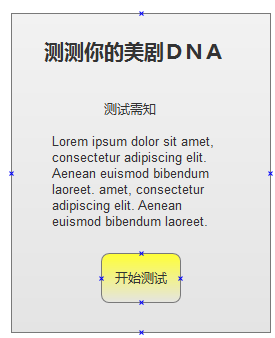 测测你的美剧ＤＮＡ
测试需知
Lorem ipsum dolor sit amet,
consectetur adipiscing elit.
Aenean euismod bibendum
laoreet. amet, consectetur
adipiscing elit. Aenean
euismod bibendum laoreet.
开始测试